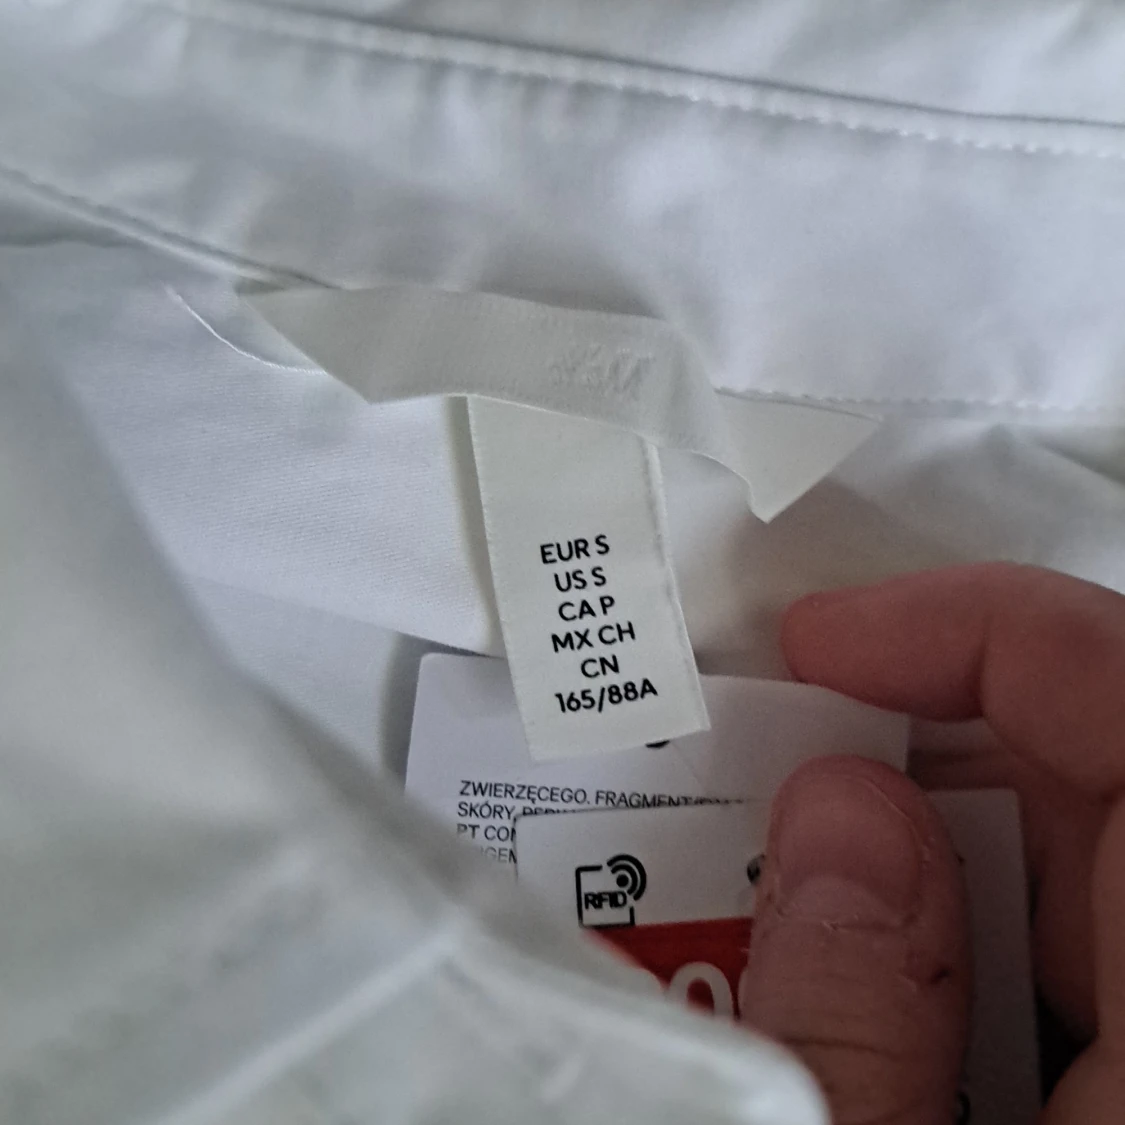 H&M
EUR S
US S
CA P
MX CH
CN
165/88A
ZWIERZĘCEGO. FRAGMENT
SKÓRY,
PT CO
RFID